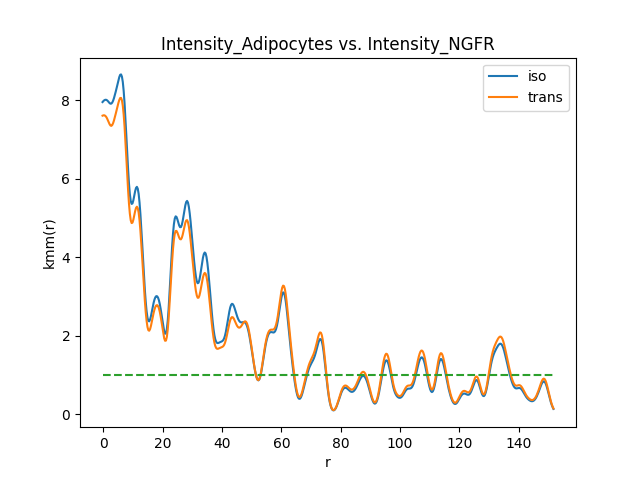 Intensity_Adipocytes vs. Intensity_NGFR
iso
trans
kmm(r)
8
6
4
2
0
0 20 40 60 80 100 120 140
r